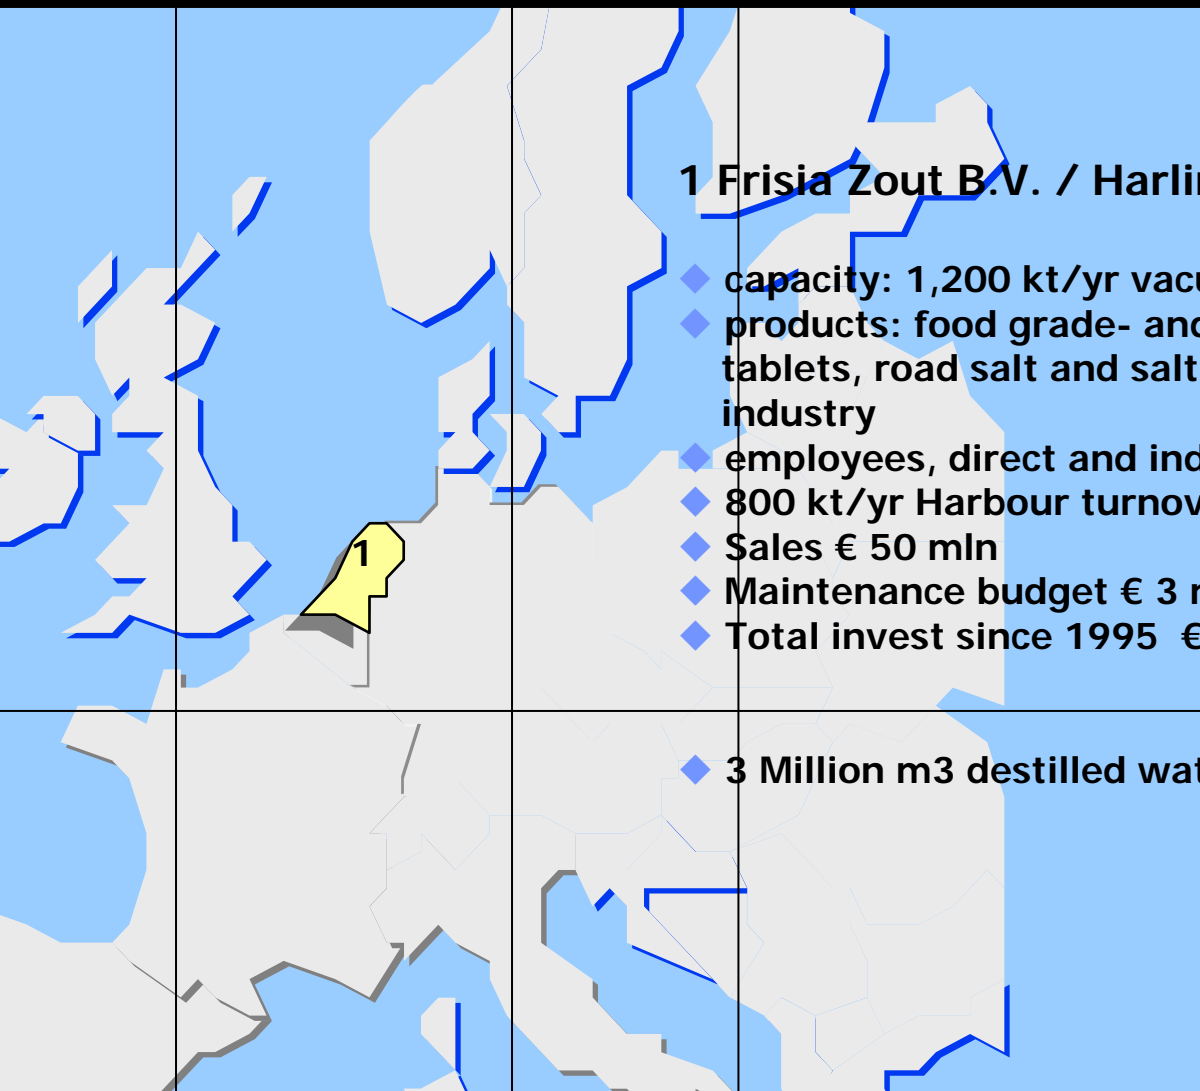 1 Frisia Zout B.V. / Harlin
capacity: 1,200 kt/yr vacu
products: food grade- and
tablets, road salt and salt
industry
employees, direct and ind
800 kt/yr Harbour turnov
1
Sales € 50 mln
Maintenance budget € 3
Total invest since 1995 €
3 Million m3 destilled wat